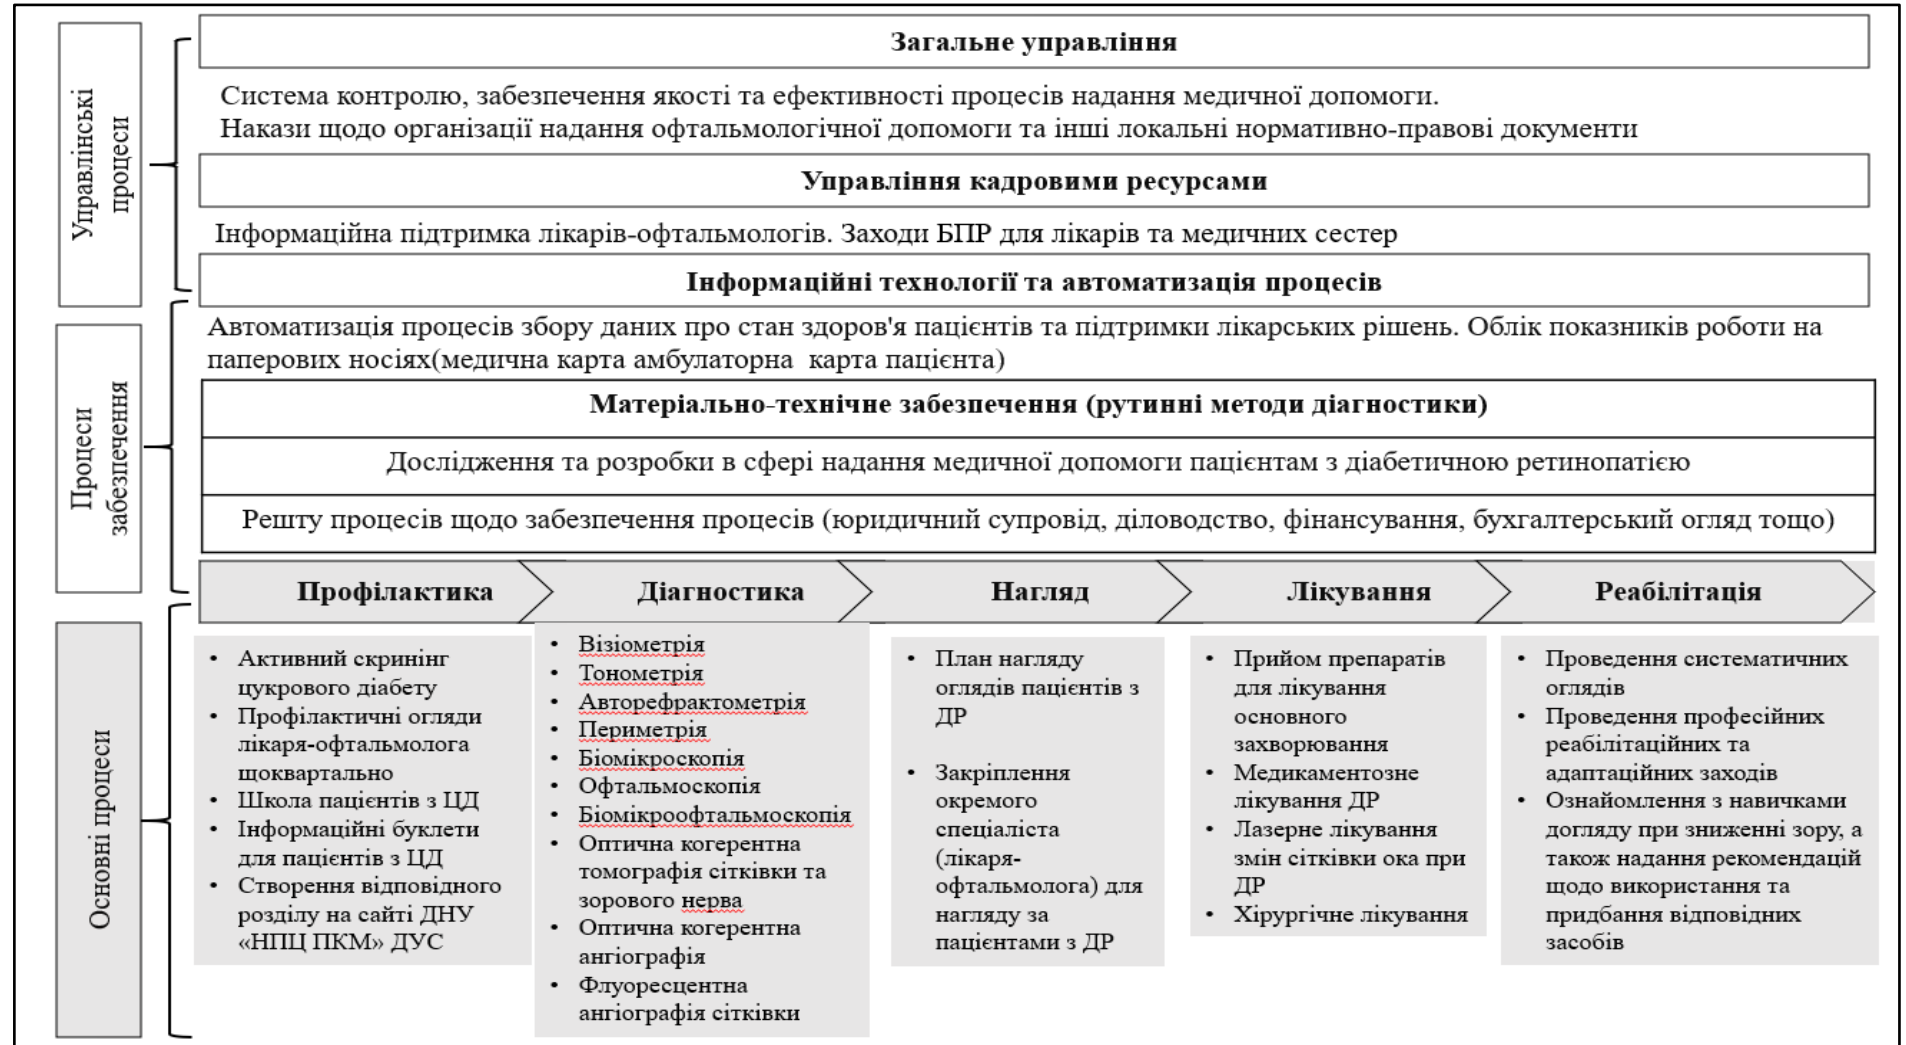 Управлінські
процеси
Загальне управління
Система контролю, забезпечення якості та ефективності процесів надання медичної допомоги.
Накази щодо організації надання офтальмологічної допомоги та інші локальні нормативно-правові документи
Управління кадровими ресурсами
Інформаційна підтримка лікарів-офтальмологів. Заходи БПР для лікарів та медичних сестер
Інформаційні технології та автоматизація процесів
Процеси
забезпечення
Автоматизація процесів збору даних про стан здоров'я пацієнтів та підтримки лікарських рішень. Облік показників роботи на
паперових носіях(медична карта амбулаторна карта пацієнта)
Матеріально-технічне забезпечення (рутинні методи діагностики)
Дослідження та розробки в сфері надання медичної допомоги пацієнтам з діабетичною ретинопатією
Решту процесів щодо забезпечення процесів (юридичний супровід, діловодство, фінансування, бухгалтерський огляд тощо)
Основні процеси
Профілактика
• Активний скринінг
цукрового діабету
• Профілактичні огляди
лікаря-офтальмолога
щоквартально
• Школа пацієнтів з ЦД
• Інформаційні буклети
для пацієнтів з ЦД
• Створення відповідного
розділу на сайті ДНУ
«НПЦ ПКМ» ДУС
Діагностика
• Візіометрія
• Тонометрія
• Авторефрактометрія
• Периметрія
• Біомікроскопія
• Офтальмоскопія
• Біомікроофтальмоскопія
• Оптична когерентна
томографія сітківки та
зорового нерва
• Оптична когерентна
ангіографія
• Флуоресцентна
ангіографія сітківки
Нагляд
• План нагляду
оглядів пацієнтів з
ДР
• Закріплення
окремого
спеціаліста
(лікаря-
офтальмолога) для
нагляду за
пацієнтами з ДР
Лікування
• Прийом препаратів
для лікування
основного
захворювання
• Медикаментозне
лікування ДР
• Лазерне лікування
змін сітківки ока при
ДР
• Хірургічне лікування
Реабілітація
• Проведення систематичних
оглядів
• Проведення професійних
реабілітаційних та
адаптаційних заходів
• Ознайомлення з навичками
догляду при зниженні зору, а
також надання рекомендацій
щодо використання та
придбання відповідних
засобів